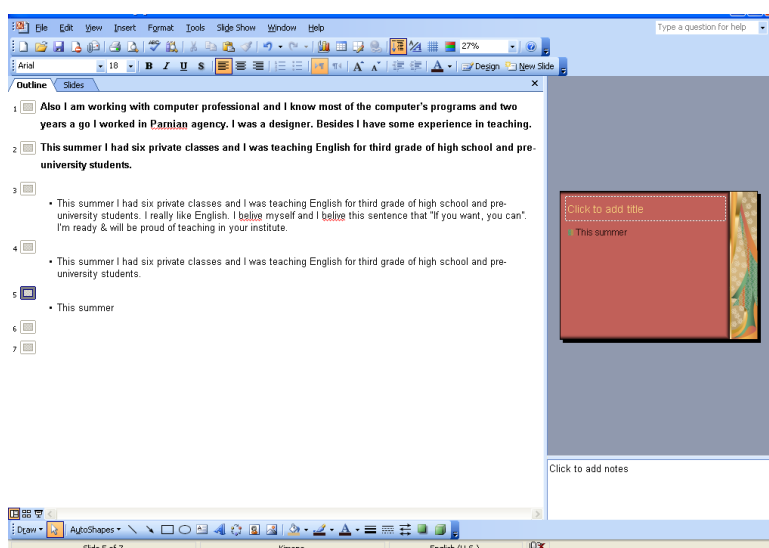 File Edit View Insert Format Tools Slide Show Window Help
Type a question for help
27%
Arial 18 B I U S A A A Design New Slide
Outline Slides
1 Also I am working with computer professional and I know most of the computer's programs and two
years a go I worked in Parnian agency. I was a designer. Besides I have some experience in teaching.
2 This summer I had six private classes and I was teaching English for third grade of high school and pre-
university students.
3
• This summer I had six private classes and I was teaching English for third grade of high school and pre-
university students. I really like English. I belive myself and I belive this sentence that "If you want, you can".
I'm ready & will be proud of teaching in your institute.
4
• This summer I had six private classes and I was teaching English for third grade of high school and pre-
university students.
5
• This summer
6
7
Click to add title
This summer
Click to add notes
Draw AutoShapes A
Slide 5 of 7 Kimono English (U.S.)